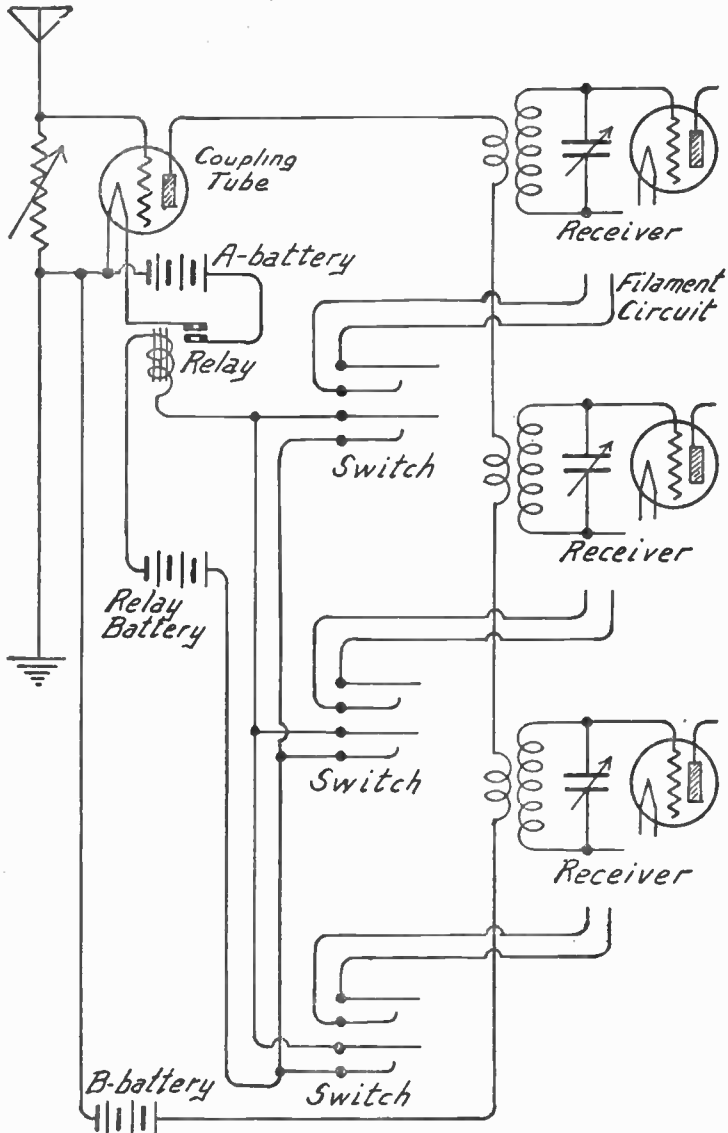 Coupling
Tube
A-battery
Relay
Receiver
Filament
Circuit
Switch
Relay
Battery
Receiver
Switch
Receiver
B-battery
Switch